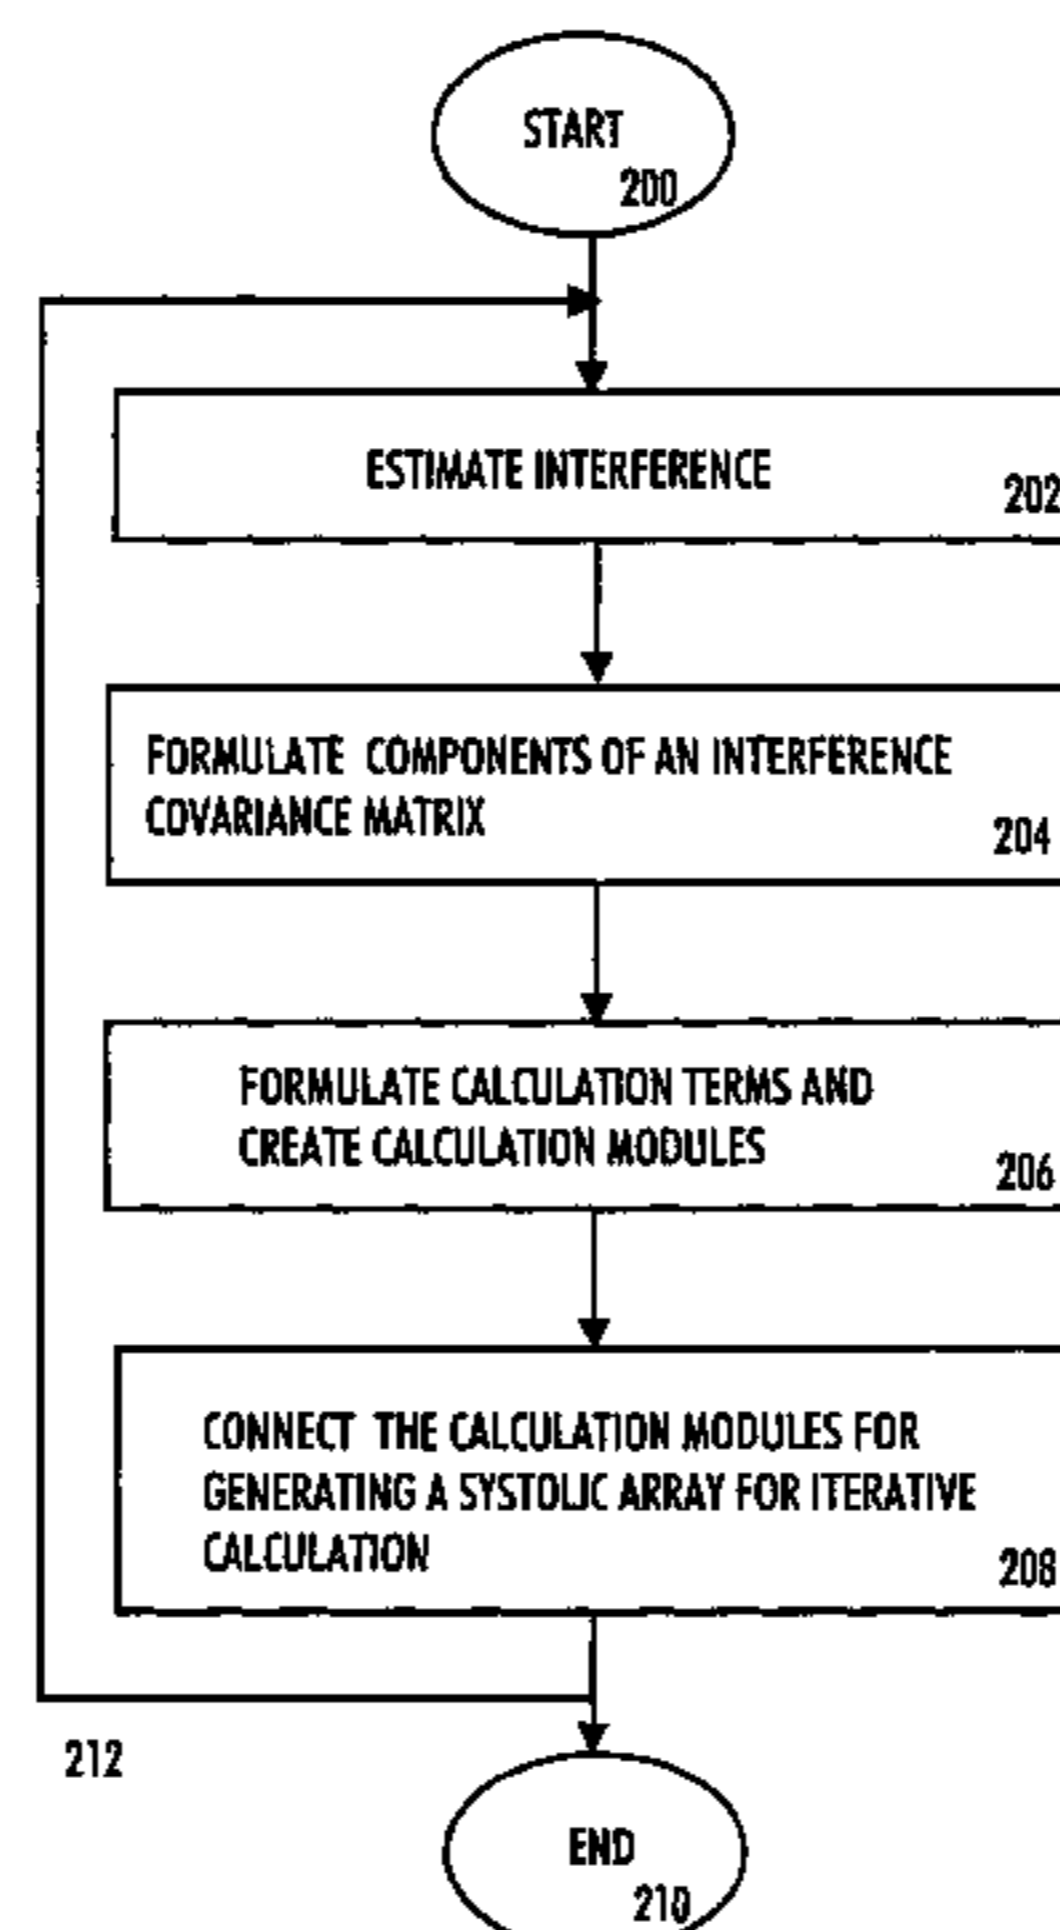 START
200
ESTIMATE INTERFERENCE
202
FORMULATE COMPONENTS OF AN INTERFERENCE
COVARIANCE MATRIX
204
FORMULATE CALCULATION TERMS AND
CREATE CALCULATION MODULES
206
CONNECT THE CALCULATION MODULES FOR
GENERATING A SYSTOLIC ARRAY FOR ITERATIVE
CALCULATION
208
212
END
210